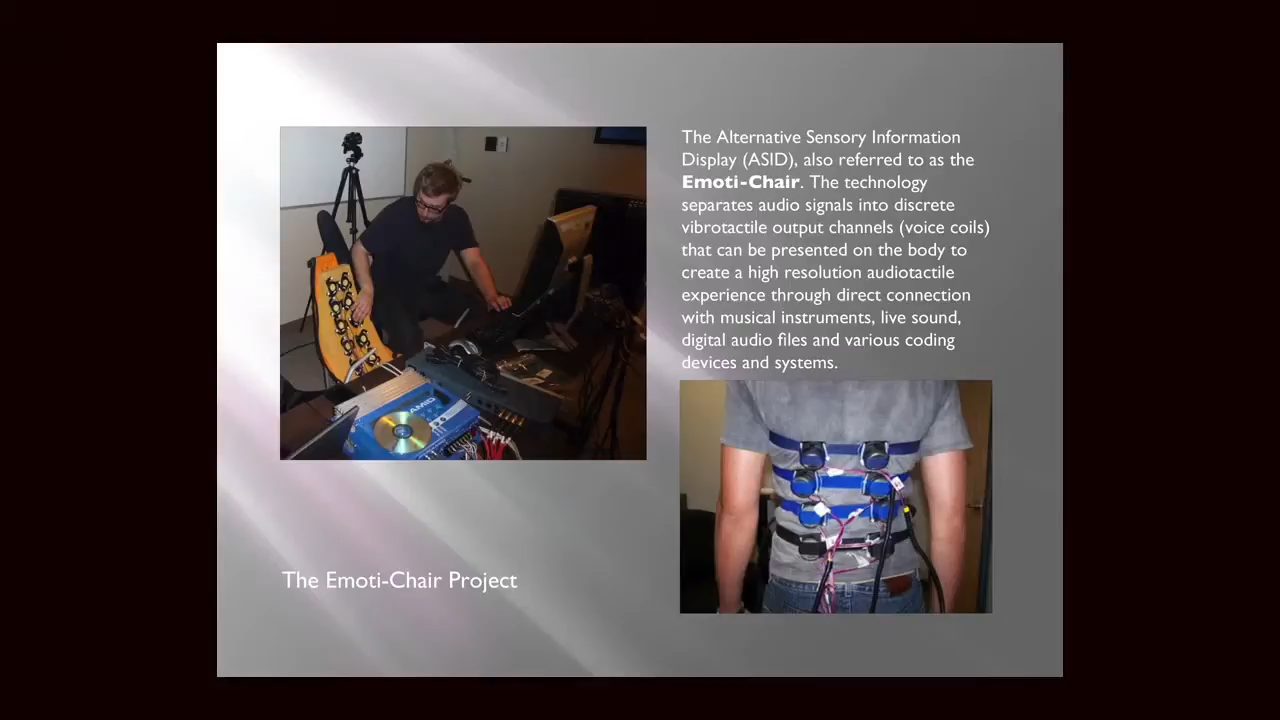 The Alternative Sensory Information
Display (ASID), also referred to as the
Emoti-Chair. The technology
separates audio signals into discrete
vibrotactile output channels (voice coils)
that can be presented on the body to
create a high resolution audiotactile
experience through direct connection
with musical instruments, live sound,
digital audio files and various coding
devices and systems.
AMID
The Emoti-Chair Project